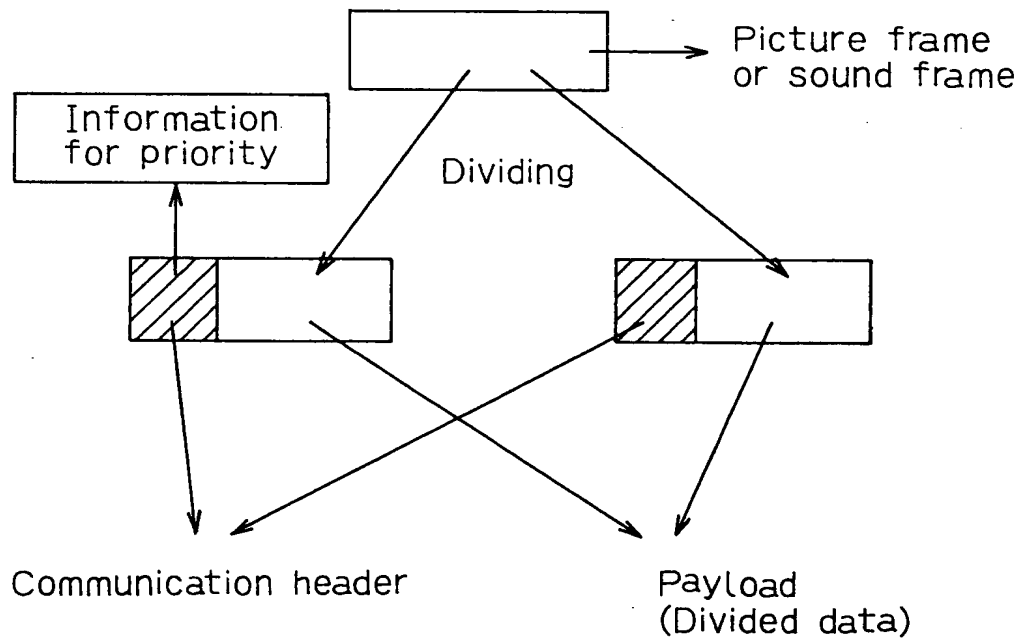 Picture frame
or sound frame
Information
for priority
Dividing
Communication header
Payload
(Divided data)